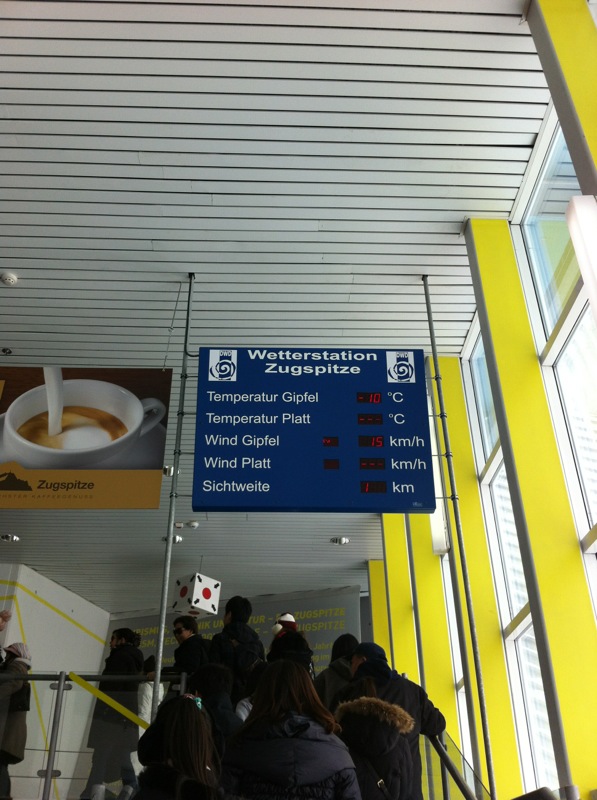 DWD Wetterstation DWD
Zugspitze
Temperatur Gipfel -10 °C
Temperatur Platt --- °C
Wind Gipfel 15 km/h
Wind Platt --- km/h
Sichtweite 1 km
Zugspitze
ZUGSPITZE
ZUGSPITZE